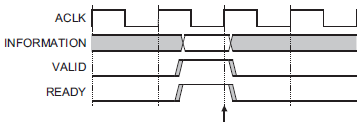 ACLK
INFORMATION
VALID
READY